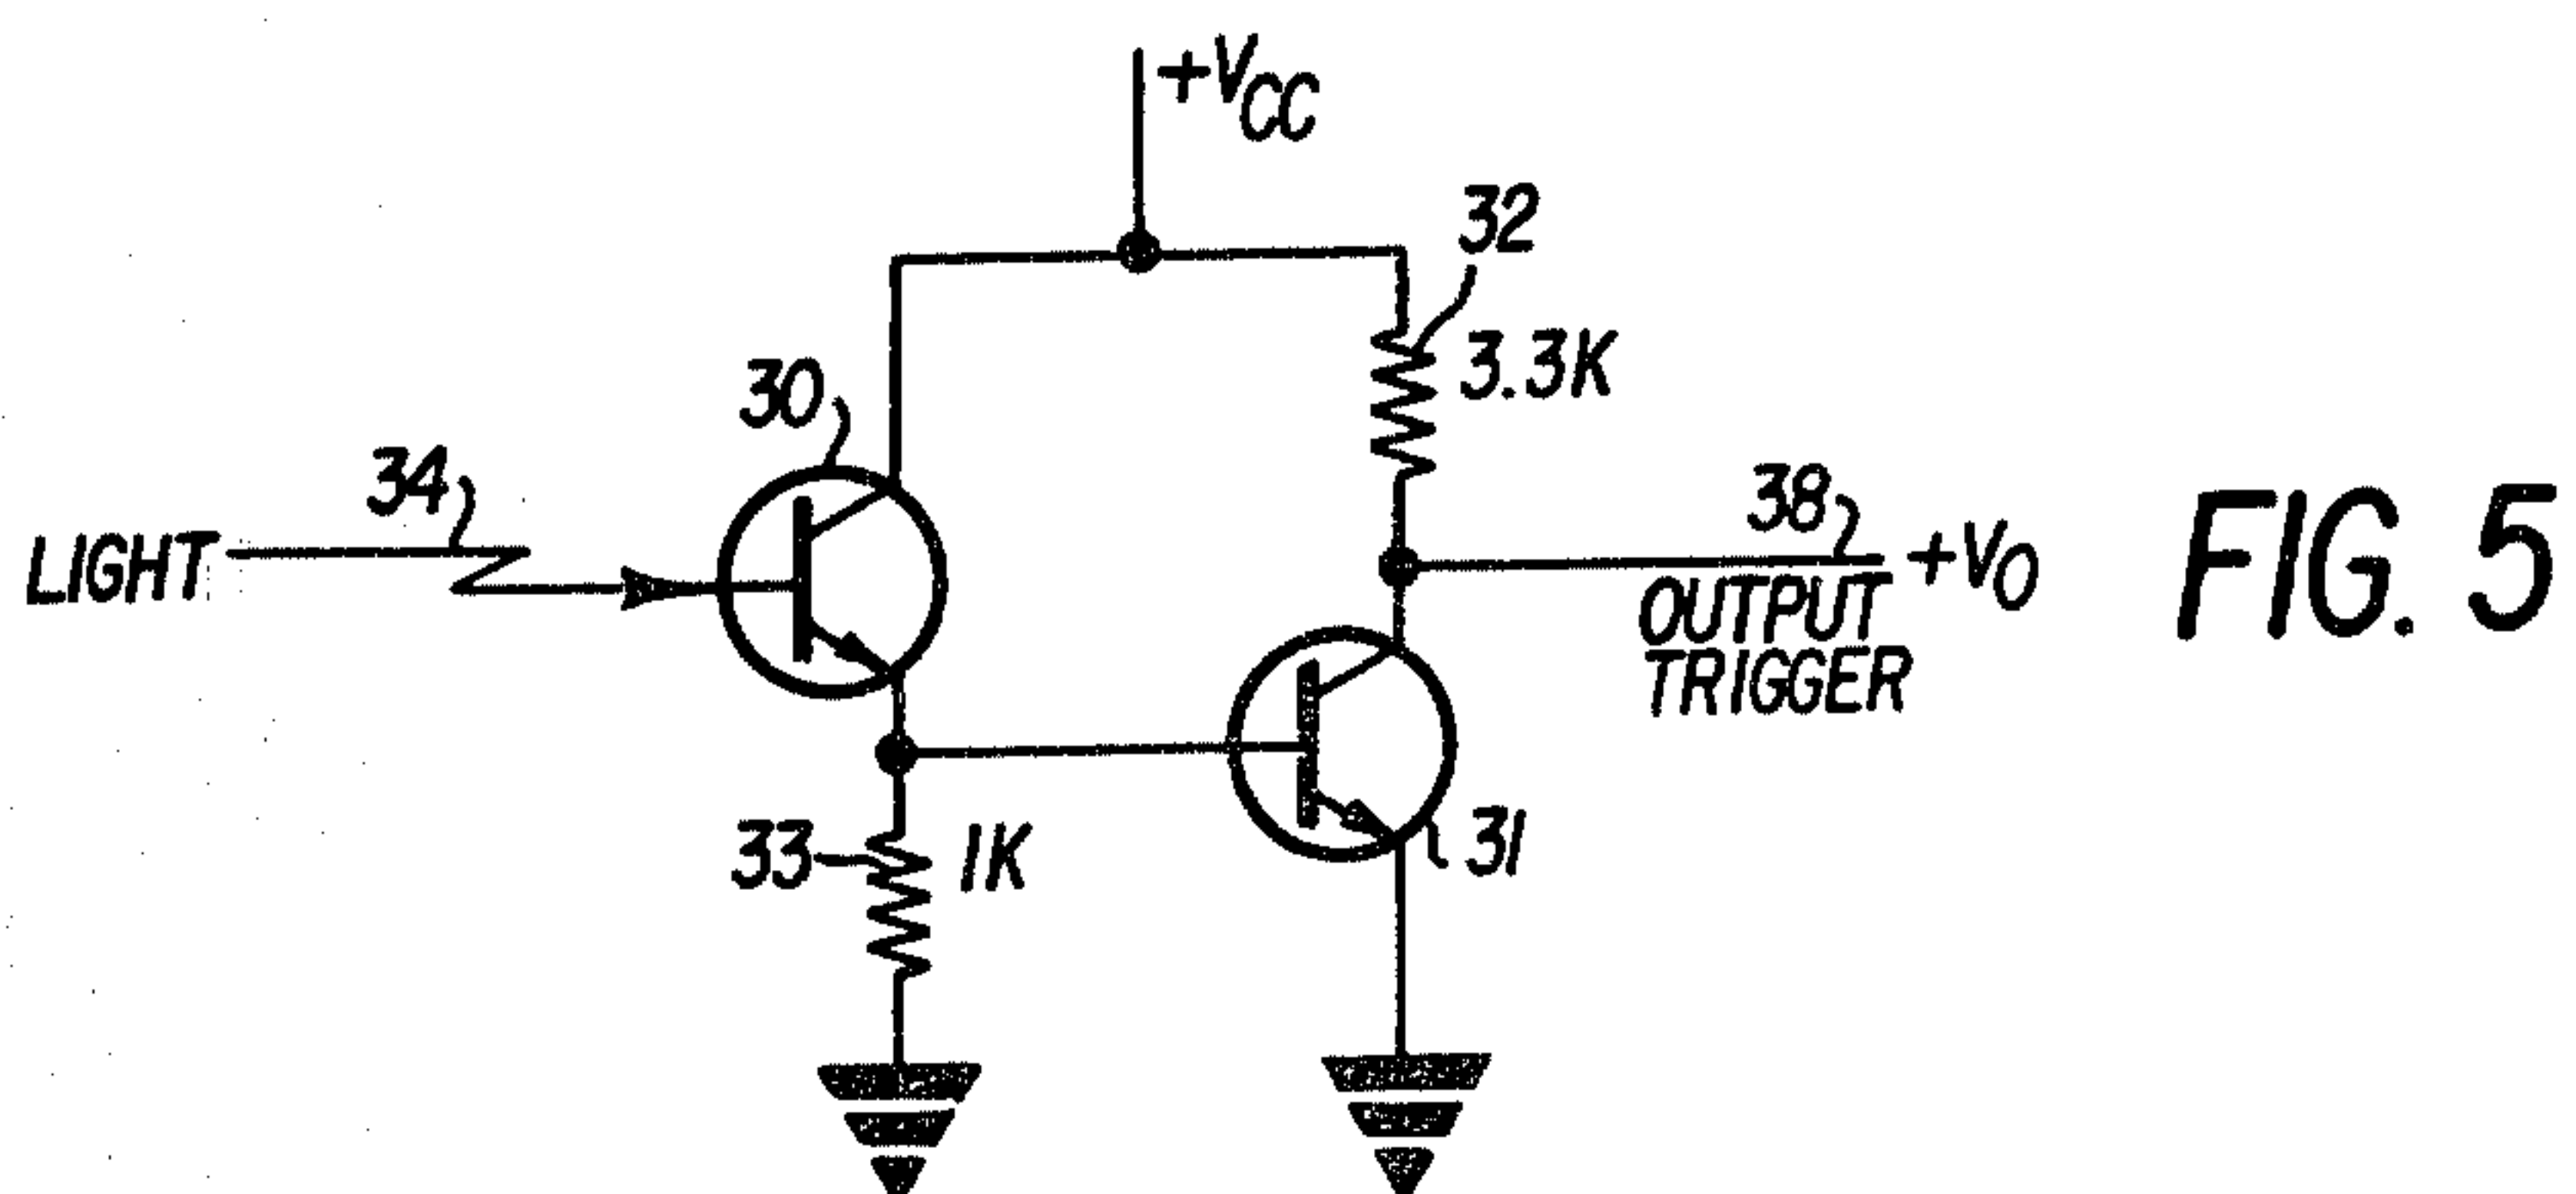 +VCC
32
3.3K
30
34
LIGHT
38
+VO
OUTPUT
TRIGGER
33
1K
31
FIG. 5